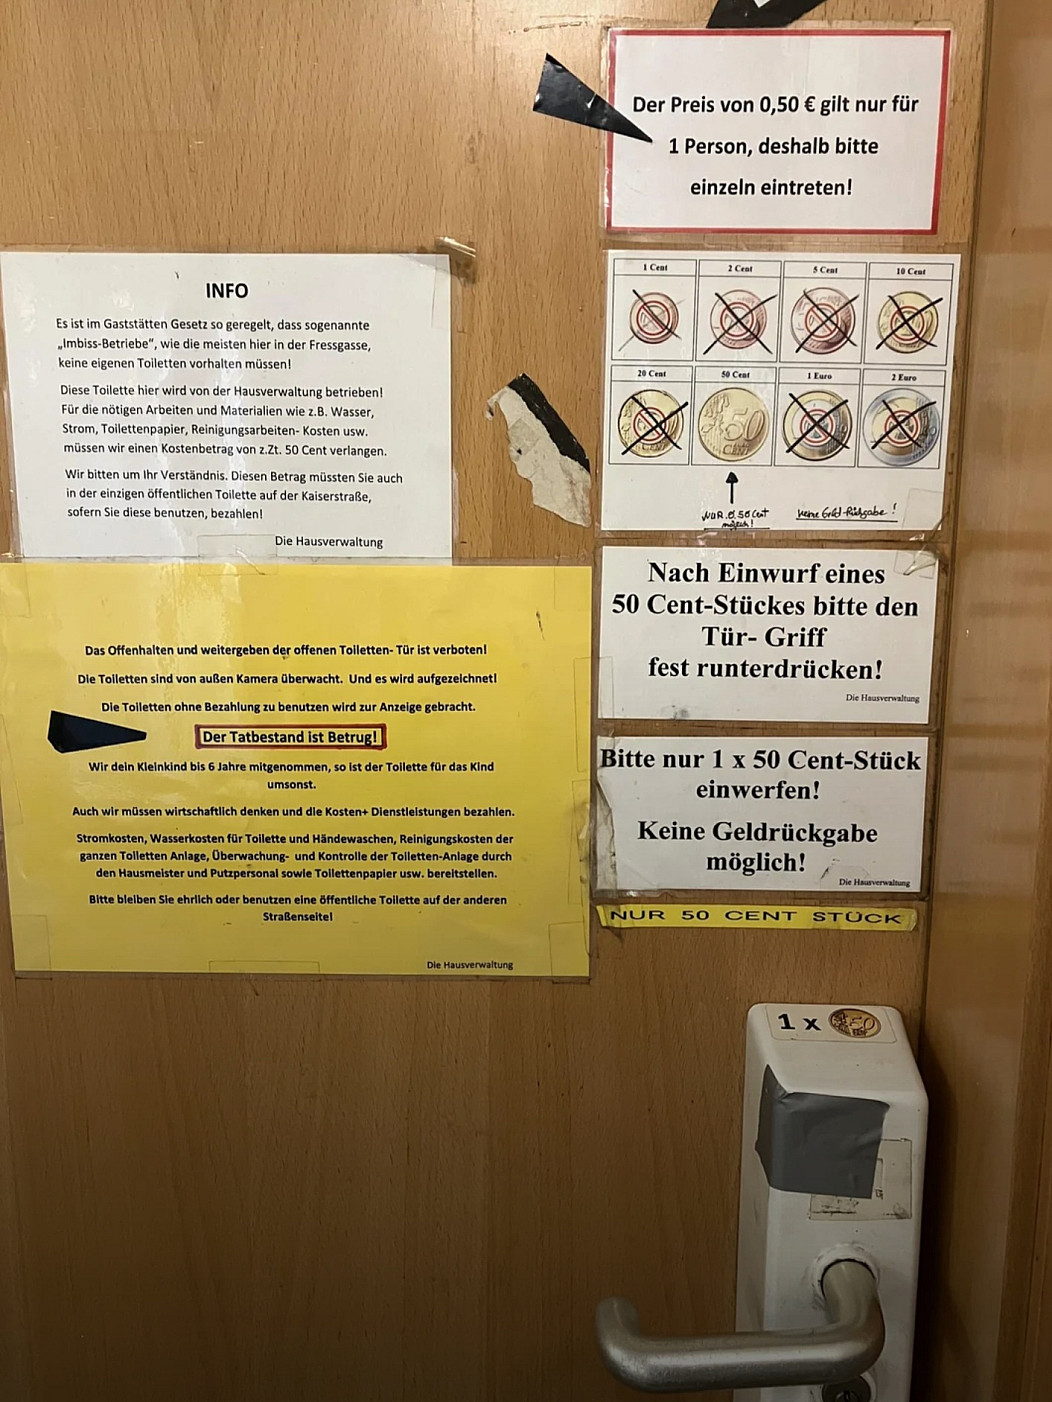 Der Preis von 0,50 € gilt nur für
1 Person, deshalb bitte
einzeln eintreten!
INFO
Es ist im Gaststätten Gesetz so geregelt, dass sogenannte
„Imbiss-Betriebe“, wie die meisten hier in der Fressgasse,
keine eigenen Toiletten vorhalten müssen!
Diese Toilette hier wird von der Hausverwaltung betrieben!
Für die nötigen Arbeiten und Materialien wie z.B. Wasser,
Strom, Toilettenpapier, Reinigungsarbeiten- Kosten usw.
müssen wir einen Kostenbetrag von z.Zt. 50 Cent verlangen.
Wir bitten um Ihr Verständnis. Diesen Betrag müssten Sie auch
in der einzigen öffentlichen Toilette auf der Kaiserstraße,
sofern Sie diese benutzen, bezahlen!
Die Hausverwaltung
1 Cent 2 Cent 5 Cent 10 Cent
20 Cent 50 Cent 1 Euro 2 Euro
50
NUR 0,50 Cent
möglich!
keine Geld-Rückgabe!
Das Offenhalten und weitergeben der offenen Toiletten- Tür ist verboten!
Die Toiletten sind von außen Kamera überwacht. Und es wird aufgezeichnet!
Die Toiletten ohne Bezahlung zu benutzen wird zur Anzeige gebracht.
Der Tatbestand ist Betrug!
Wir dein Kleinkind bis 6 Jahre mitgenommen, so ist der Toilette für das Kind
umsonst.
Auch wir müssen wirtschaftlich denken und die Kosten+ Dienstleistungen bezahlen.
Stromkosten, Wasserkosten für Toilette und Händewaschen, Reinigungskosten der
ganzen Toiletten Anlage, Überwachung- und Kontrolle der Toiletten-Anlage durch
den Hausmeister und Putzpersonal sowie Toilettenpapier usw. bereitstellen.
Bitte bleiben Sie ehrlich oder benutzen eine öffentliche Toilette auf der anderen
Straßenseite!
Die Hausverwaltung
Nach Einwurf eines
50 Cent-Stückes bitte den
Tür- Griff
fest runterdrücken!
Die Hausverwaltung
Bitte nur 1 x 50 Cent-Stück
einwerfen!
Keine Geldrückgabe
möglich!
Die Hausverwaltung
NUR 50 CENT STÜCK
1 x 50